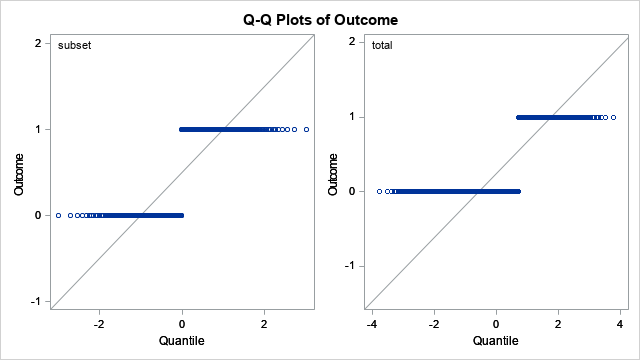 Q-Q Plots of Outcome
subset
total
2
1
0
-1
Outcome
-2
0
2
Quantile
2
1
0
-1
Outcome
-4
-2
0
2
4
Quantile